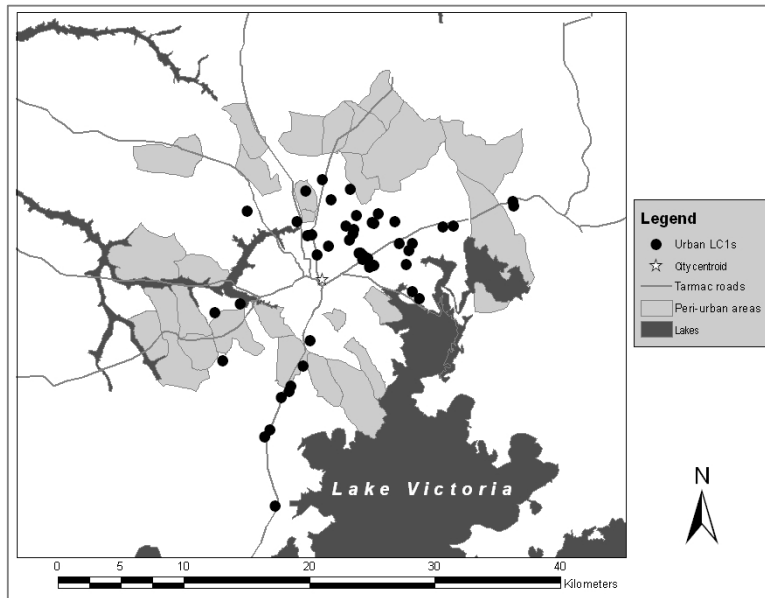 Legend
Urban LC1s
City centroid
Tarmac roads
Peri-urban areas
Lakes
Lake Victoria
N
0 5 10 20 30 40
Kilometers